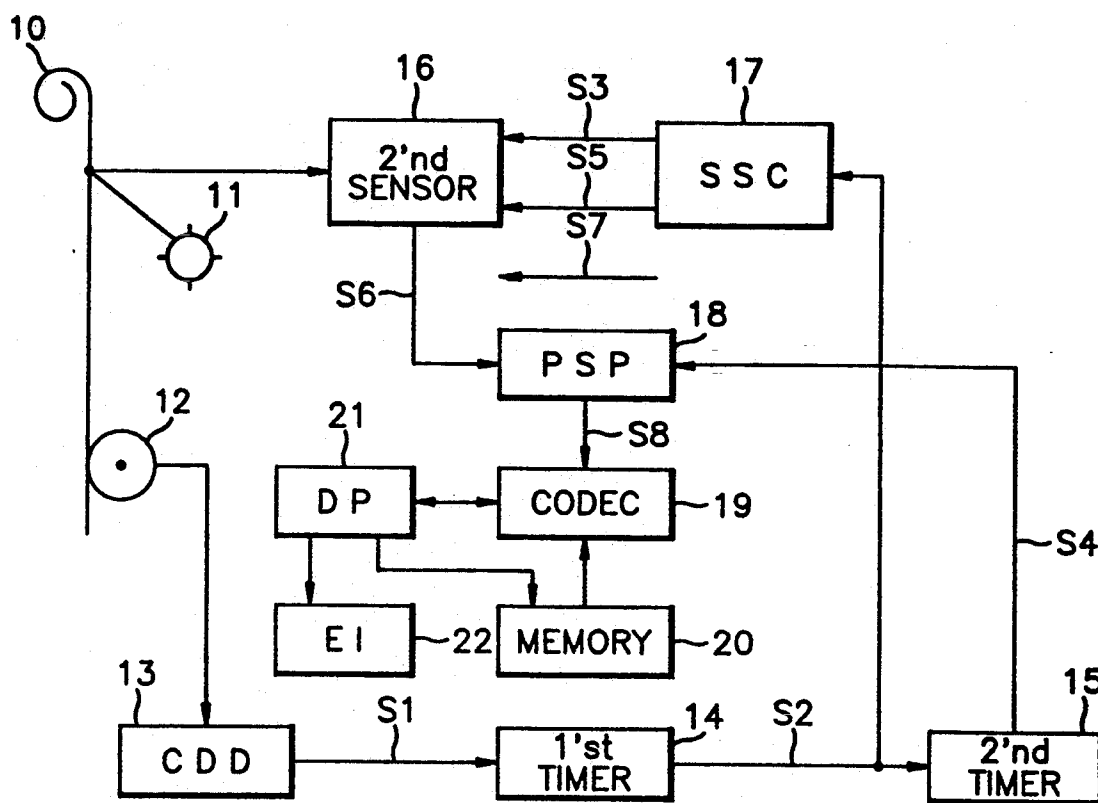 10
16
S3
17
2'nd
SENSOR
S5
S S C
11
S7
S6
18
P S P
12
21
S8
D P
CODEC
19
S4
E I
22
MEMORY
20
13
S1
14
S2
15
C D D
1'st
TIMER
2'nd
TIMER